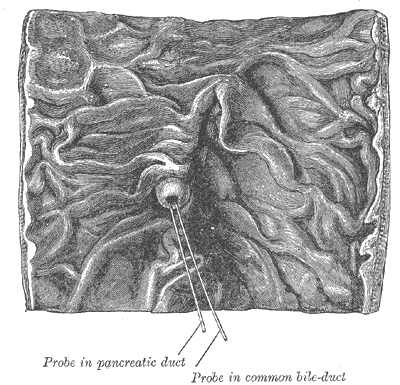 Probe in pancreatic duct
Probe in common bile-duct